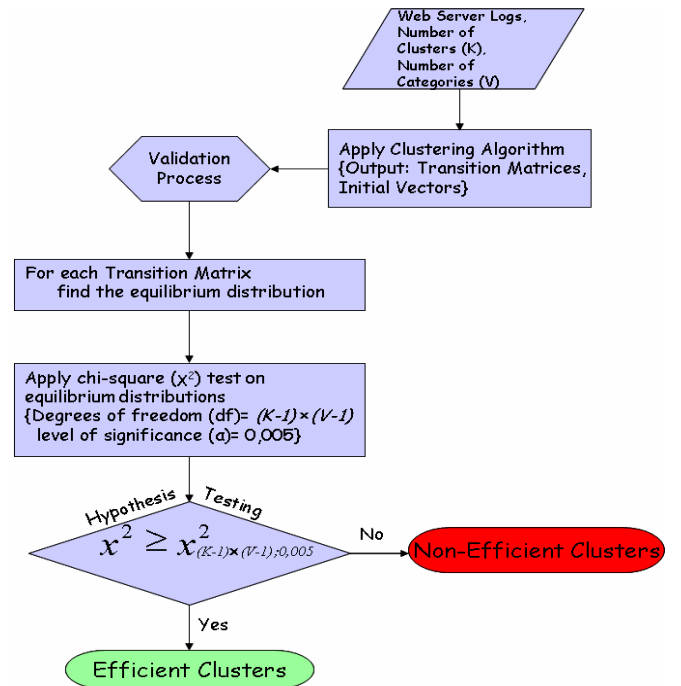 Web Server Logs,
Number of
Clusters (K),
Number of
Categories (V)
Apply Clustering Algorithm
{Output: Transition Matrices,
Initial Vectors}
Validation
Process
For each Transition Matrix
find the equilibrium distribution
Apply chi-square (x²) test on
equilibrium distributions
{Degrees of freedom (df)= (K-1)×(V-1)
level of significance (a)= 0,005}
Hypothesis Testing
x² ≥ x²(K-1)×(V-1);0,005
No
Non-Efficient Clusters
Yes
Efficient Clusters